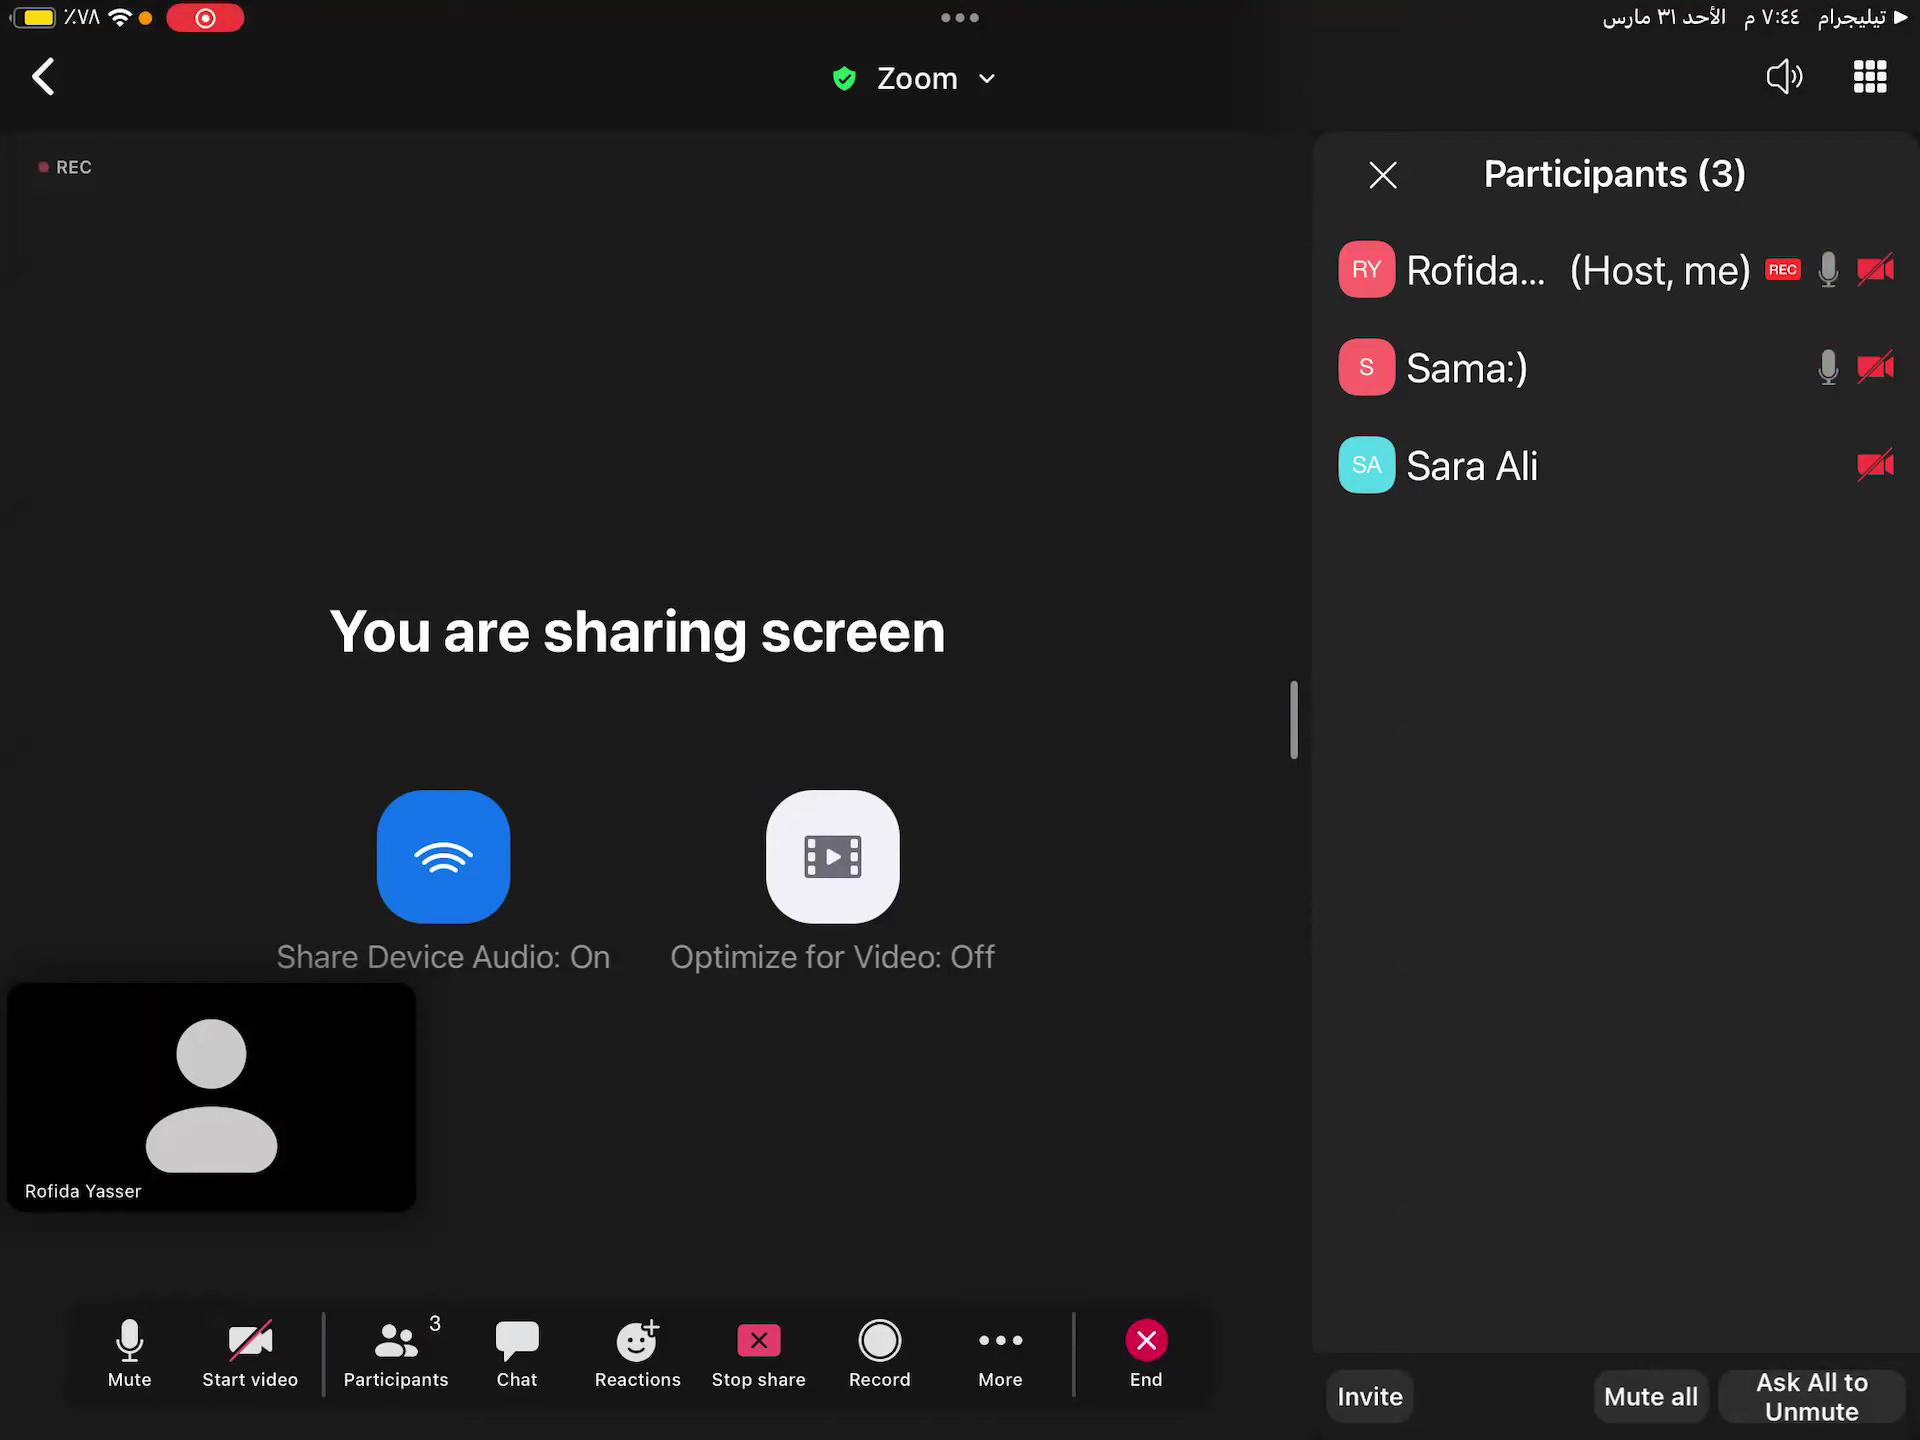 ٪٧٨
تيليجرام ٧:٤٤ م الأحد ٣١ مارس
Zoom
REC
Participants (3)
RY Rofida... (Host, me) REC
S Sama:)
SA Sara Ali
You are sharing screen
Share Device Audio: On
Optimize for Video: Off
Rofida Yasser
3
Mute
Start video
Participants
Chat
Reactions
Stop share
Record
More
End
Invite
Mute all
Ask All to
Unmute